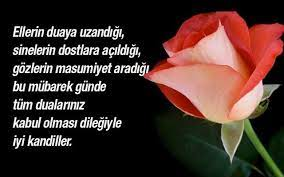 Ellerin duaya uzandığı,
sinelerin dostlara açıldığı,
gözlerin masumiyet aradığı
bu mübarek günde
tüm dualarınız
kabul olması dileğiyle
iyi kandiller.